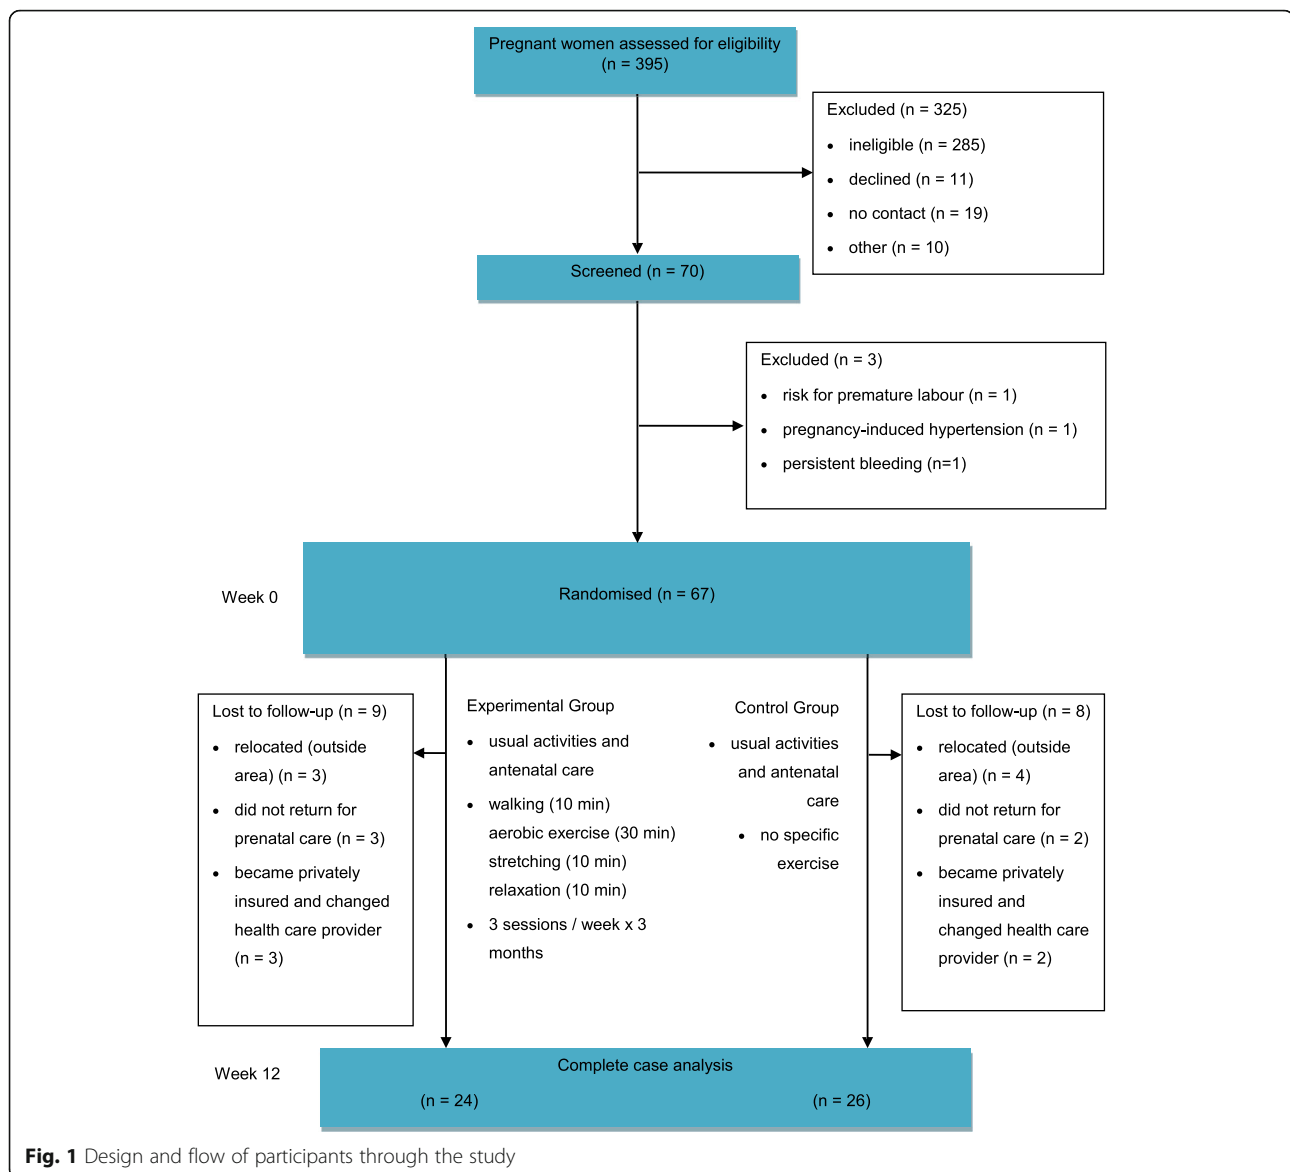 Pregnant women assessed for eligibility
(n = 395)
Excluded (n = 325)
• ineligible (n = 285)
• declined (n = 11)
• no contact (n = 19)
• other (n = 10)
Screened (n = 70)
Excluded (n = 3)
• risk for premature labour (n = 1)
• pregnancy-induced hypertension (n = 1)
• persistent bleeding (n=1)
Week 0
Randomised (n = 67)
Lost to follow-up (n = 9)
• relocated (outside
area) (n = 3)
• did not return for
prenatal care (n = 3)
• became privately
insured and changed
health care provider
(n = 3)
Experimental Group
• usual activities and
antenatal care
• walking (10 min)
aerobic exercise (30 min)
stretching (10 min)
relaxation (10 min)
• 3 sessions / week x 3
months
Control Group
• usual activities
and antenatal
care
• no specific
exercise
Lost to follow-up (n = 8)
• relocated (outside
area) (n = 4)
• did not return for
prenatal care (n = 2)
• became privately
insured and
changed health care
provider (n = 2)
Week 12
Complete case analysis
(n = 24)
(n = 26)
Fig. 1 Design and flow of participants through the study